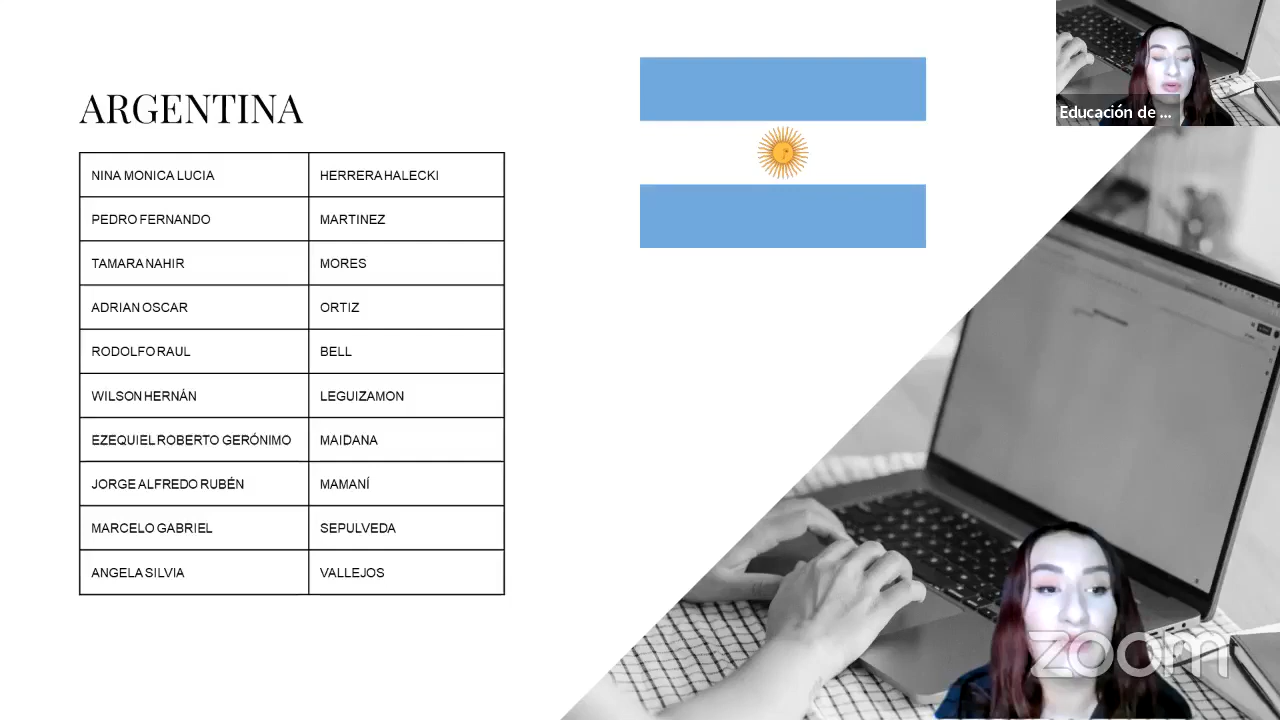 ARGENTINA
NINA MONICA LUCIA HERRERA HALECKI
PEDRO FERNANDO MARTINEZ
TAMARA NAHIR MORES
ADRIAN OSCAR ORTIZ
RODOLFO RAUL BELL
WILSON HERNÁN LEGUIZAMON
EZEQUIEL ROBERTO GERÓNIMO MAIDANA
JORGE ALFREDO RUBÉN MAMANÍ
MARCELO GABRIEL SEPULVEDA
ANGELA SILVIA VALLEJOS
Educación de ...
zoom